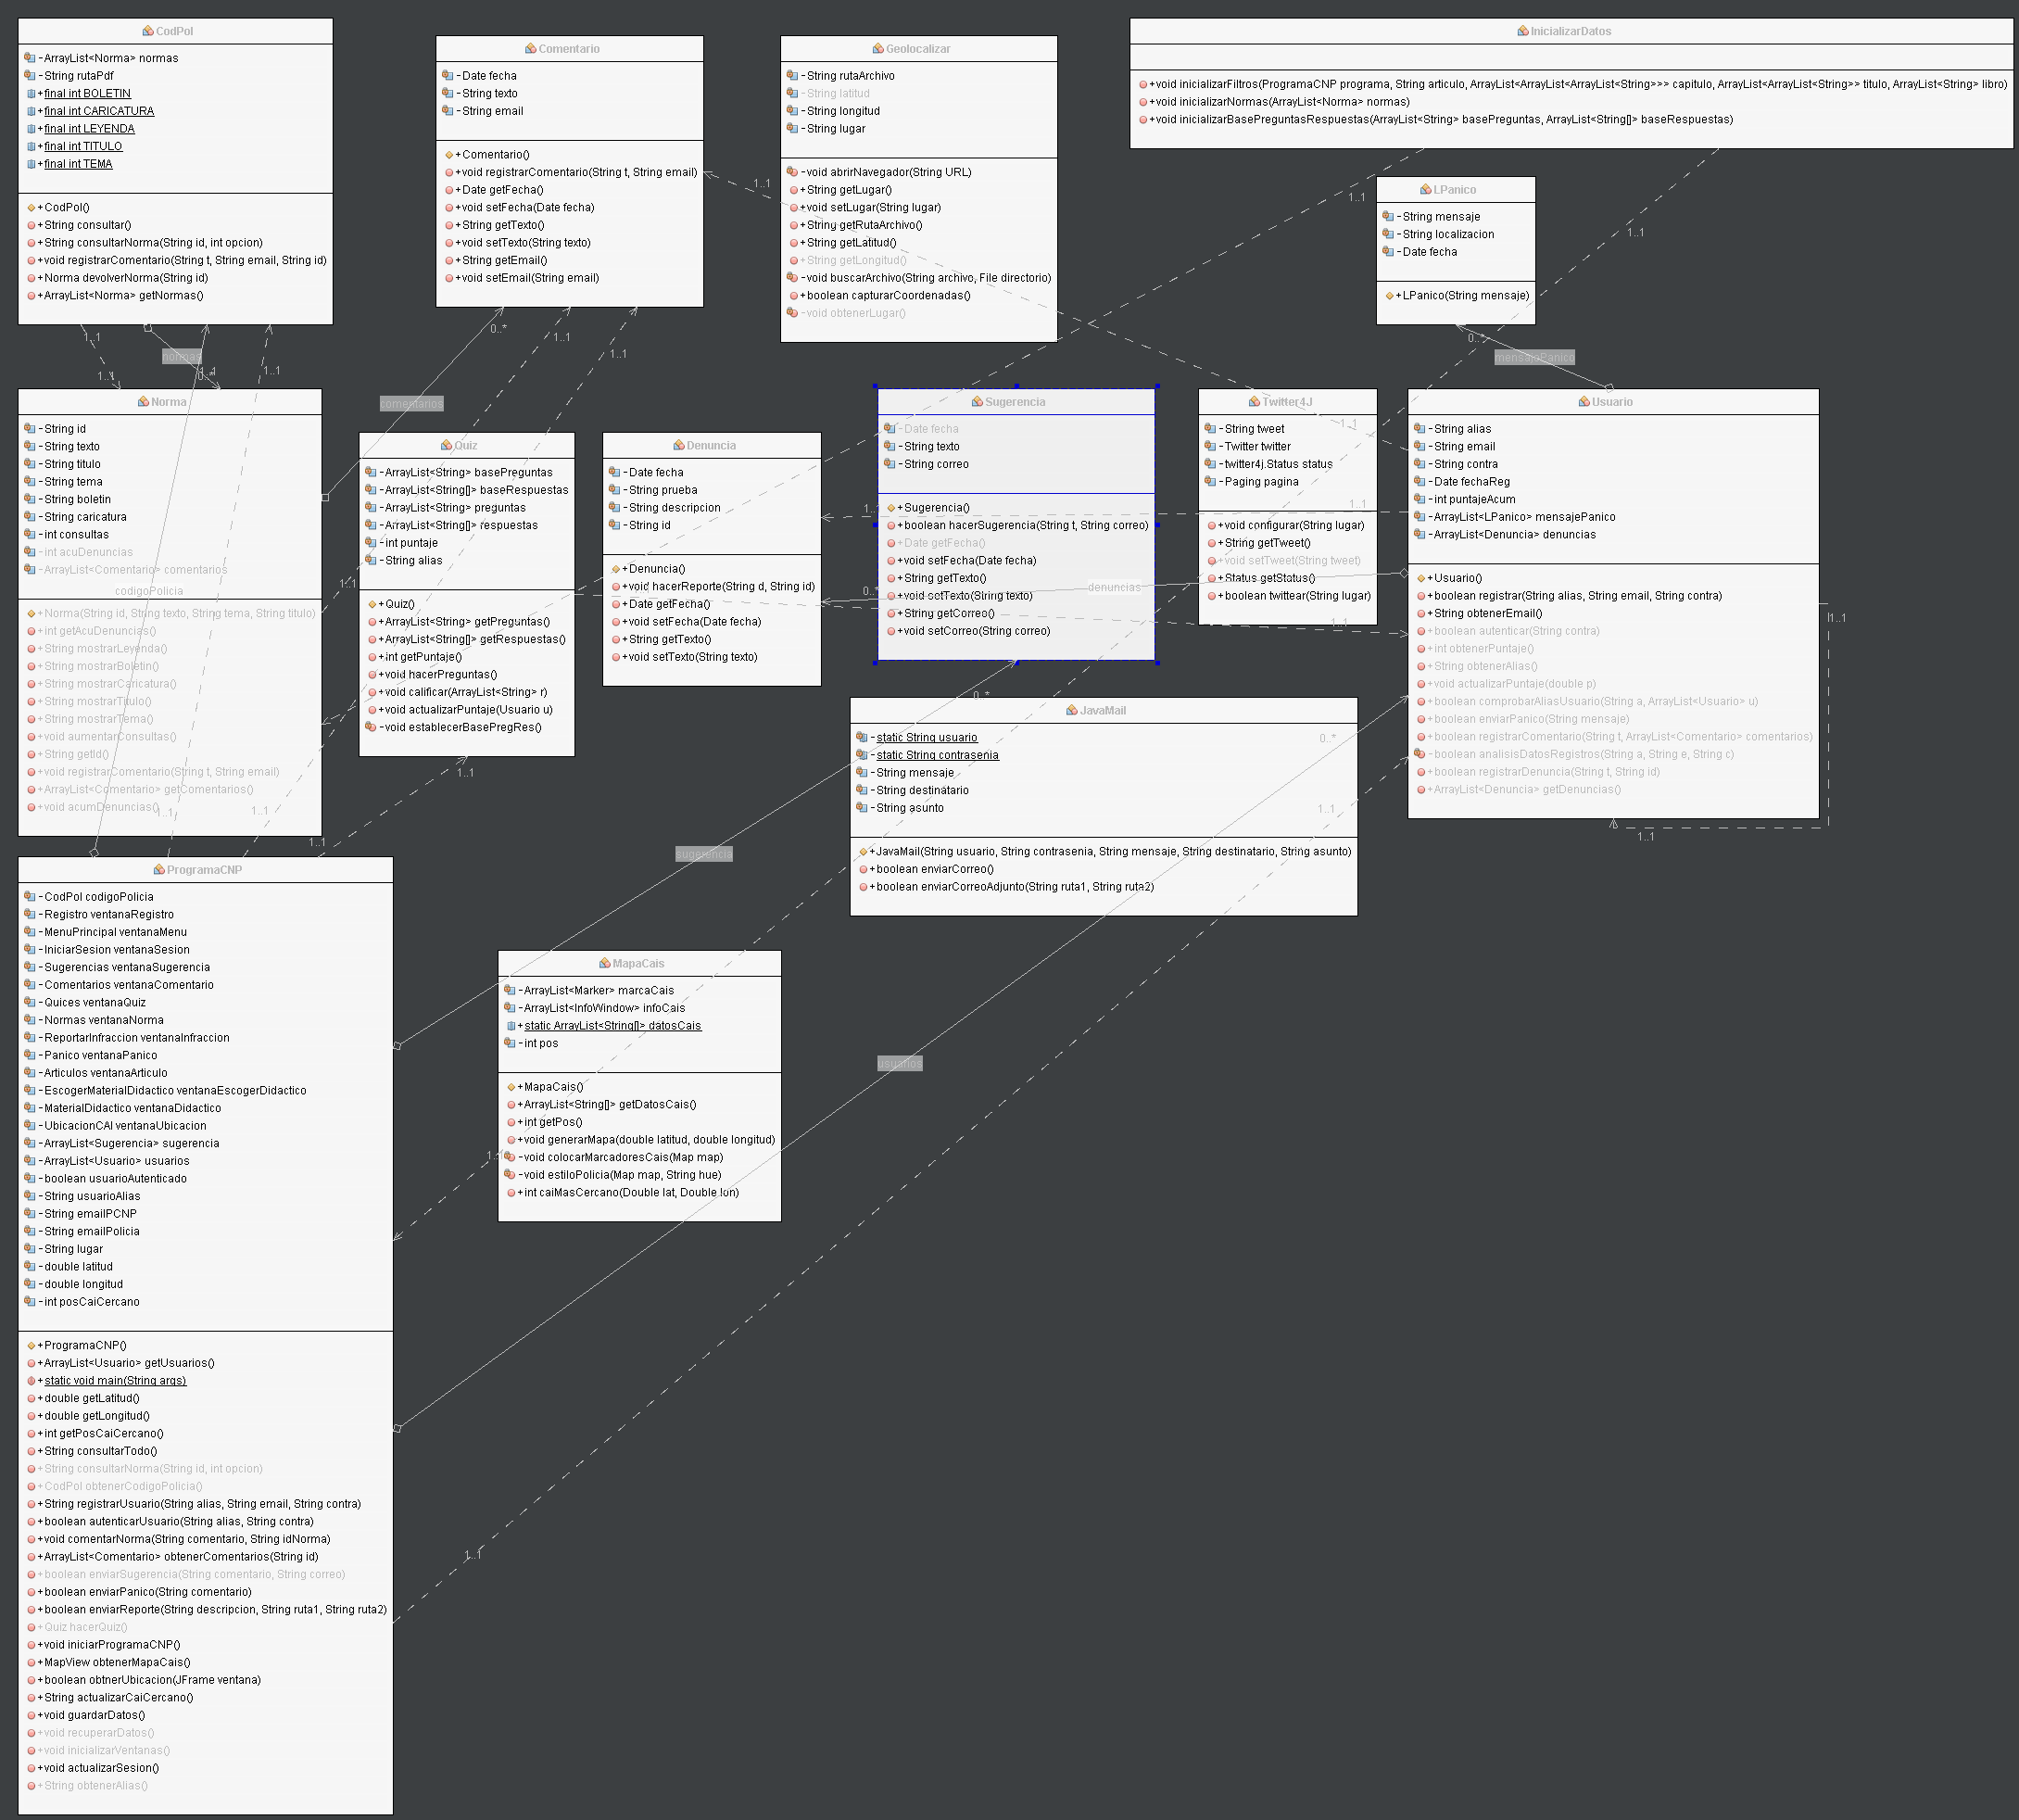 CodPol
-ArrayList<Norma> normas
-String rutaPdf
+final int BOLETIN
+final int CARICATURA
+final int LEYENDA
+final int TITULO
+final int TEMA
+CodPol()
+String consultar()
+String consultarNorma(String id, int opcion)
+void registrarComentario(String t, String email, String id)
+Norma devolverNorma(String id)
+ArrayList<Norma> getNormas()
Comentario
-Date fecha
-String texto
-String email
+Comentario()
+void registrarComentario(String t, String email)
+Date getFecha()
+void setFecha(Date fecha)
+String getTexto()
+void setTexto(String texto)
+String getEmail()
+void setEmail(String email)
Geolocalizar
-String rutaArchivo
-String latitud
-String longitud
-String lugar
-void abrirNavegador(String URL)
+String getLugar()
+void setLugar(String lugar)
+String getRutaArchivo()
+String getLatitud()
+String getLongitud()
-void buscarArchivo(String archivo, File directorio)
+boolean capturarCoordenadas()
-void obtenerLugar()
InicializarDatos
+void inicializarFiltros(ProgramaCNP programa, String articulo, ArrayList<ArrayList<ArrayList<String>>> capitulo, ArrayList<ArrayList<String>> titulo, ArrayList<String> libro)
+void inicializarNormas(ArrayList<Norma> normas)
+void inicializarBasePreguntasRespuestas(ArrayList<String> basePreguntas, ArrayList<String[]> baseRespuestas)
LPanico
-String mensaje
-String localizacion
-Date fecha
+LPanico(String mensaje)
1..1
1..1
1..1
0..*
1..1
1..1
0..*
1..1
1..1
normas
1..1
1..1
0..*
1..1
mensajePanico
comentarios
Norma
-String id
-String texto
-String titulo
-String tema
-String boletin
-String caricatura
-int consultas
-int acuDenuncias
-ArrayList<Comentario> comentarios
codigoPolicia
+Norma(String id, String texto, String tema, String titulo)
+int getAcuDenuncias()
+String mostrarLeyenda()
+String mostrarBoletin()
+String mostrarCaricatura()
+String mostrarTitulo()
+String mostrarTema()
+void aumentarConsultas()
+String getId()
+void registrarComentario(String t, String email)
+ArrayList<Comentario> getComentarios()
+void acumDenuncias()
1..1
1..1
1..1
1..1
Quiz
-ArrayList<String> basePreguntas
-ArrayList<String[]> baseRespuestas
-ArrayList<String> preguntas
-ArrayList<String[]> respuestas
-int puntaje
-String alias
+Quiz()
+ArrayList<String> getPreguntas()
+ArrayList<String[]> getRespuestas()
+int getPuntaje()
+void hacerPreguntas()
+void calificar(ArrayList<String> r)
+void actualizarPuntaje(Usuario u)
-void establecerBasePregRes()
1..1
Denuncia
-Date fecha
-String prueba
-String descripcion
-String id
+Denuncia()
+void hacerReporte(String d, String id)
+Date getFecha()
+void setFecha(Date fecha)
+String getTexto()
+void setTexto(String texto)
Sugerencia
-Date fecha
-String texto
-String correo
+Sugerencia()
+boolean hacerSugerencia(String t, String correo)
+Date getFecha()
+void setFecha(Date fecha)
+String getTexto()
+void setTexto(String texto)
+String getCorreo()
+void setCorreo(String correo)
0..*
denuncias
0..*
Twitter4J
-String tweet
-Twitter twitter
-twitter4j.Status status
-Paging pagina
+void configurar(String lugar)
+String getTweet()
+void setTweet(String tweet)
+Status getStatus()
+boolean twittear(String lugar)
1..1
1..1
1..1
Usuario
-String alias
-String email
-String contra
-Date fechaReg
-int puntajeAcum
-ArrayList<LPanico> mensajePanico
-ArrayList<Denuncia> denuncias
+Usuario()
+boolean registrar(String alias, String email, String contra)
+String obtenerEmail()
+boolean autenticar(String contra)
+int obtenerPuntaje()
+String obtenerAlias()
+void actualizarPuntaje(double p)
+boolean comprobarAliasUsuario(String a, ArrayList<Usuario> u)
+boolean enviarPanico(String mensaje)
+boolean registrarComentario(String t, ArrayList<Comentario> comentarios)
-boolean analisisDatosRegistros(String a, String e, String c)
+boolean registrarDenuncia(String t, String id)
+ArrayList<Denuncia> getDenuncias()
1..1
1..1
JavaMail
-static String usuario
-static String contrasenia
-String mensaje
-String destinatario
-String asunto
0..*
1..1
+JavaMail(String usuario, String contrasenia, String mensaje, String destinatario, String asunto)
+boolean enviarCorreo()
+boolean enviarCorreoAdjunto(String ruta1, String ruta2)
sugerencia
usuarios
ProgramaCNP
-CodPol codigoPolicia
-Registro ventanaRegistro
-MenuPrincipal ventanaMenu
-IniciarSesion ventanaSesion
-Sugerencias ventanaSugerencia
-Comentarios ventanaComentario
-Quices ventanaQuiz
-Normas ventanaNorma
-ReportarInfraccion ventanaInfraccion
-Panico ventanaPanico
-Articulos ventanaArticulo
-EscogerMaterialDidactico ventanaEscogerDidactico
-MaterialDidactico ventanaDidactico
-UbicacionCAI ventanaUbicacion
-ArrayList<Sugerencia> sugerencia
-ArrayList<Usuario> usuarios
-boolean usuarioAutenticado
-String usuarioAlias
-String emailPCNP
-String emailPolicia
-String lugar
-double latitud
-double longitud
-int posCaiCercano
+ProgramaCNP()
+ArrayList<Usuario> getUsuarios()
+static void main(String args)
+double getLatitud()
+double getLongitud()
+int getPosCaiCercano()
+String consultarTodo()
+String consultarNorma(String id, int opcion)
+CodPol obtenerCodigoPolicia()
+String registrarUsuario(String alias, String email, String contra)
+boolean autenticarUsuario(String alias, String contra)
+void comentarNorma(String comentario, String idNorma)
+ArrayList<Comentario> obtenerComentarios(String id)
+boolean enviarSugerencia(String comentario, String correo)
+boolean enviarPanico(String comentario)
+boolean enviarReporte(String descripcion, String ruta1, String ruta2)
+Quiz hacerQuiz()
+void iniciarProgramaCNP()
+MapView obtenerMapaCais()
+boolean obtnerUbicacion(JFrame ventana)
+String actualizarCaiCercano()
+void guardarDatos()
+void recuperarDatos()
+void inicializarVentanas()
+void actualizarSesion()
+String obtenerAlias()
MapaCais
-ArrayList<Marker> marcaCais
-ArrayList<InfoWindow> infoCais
+static ArrayList<String[]> datosCais
-int pos
+MapaCais()
+ArrayList<String[]> getDatosCais()
+int getPos()
+void generarMapa(double latitud, double longitud)
-void colocarMarcadoresCais(Map map)
-void estiloPolicia(Map map, String hue)
+int caiMasCercano(Double lat, Double lon)
1..1